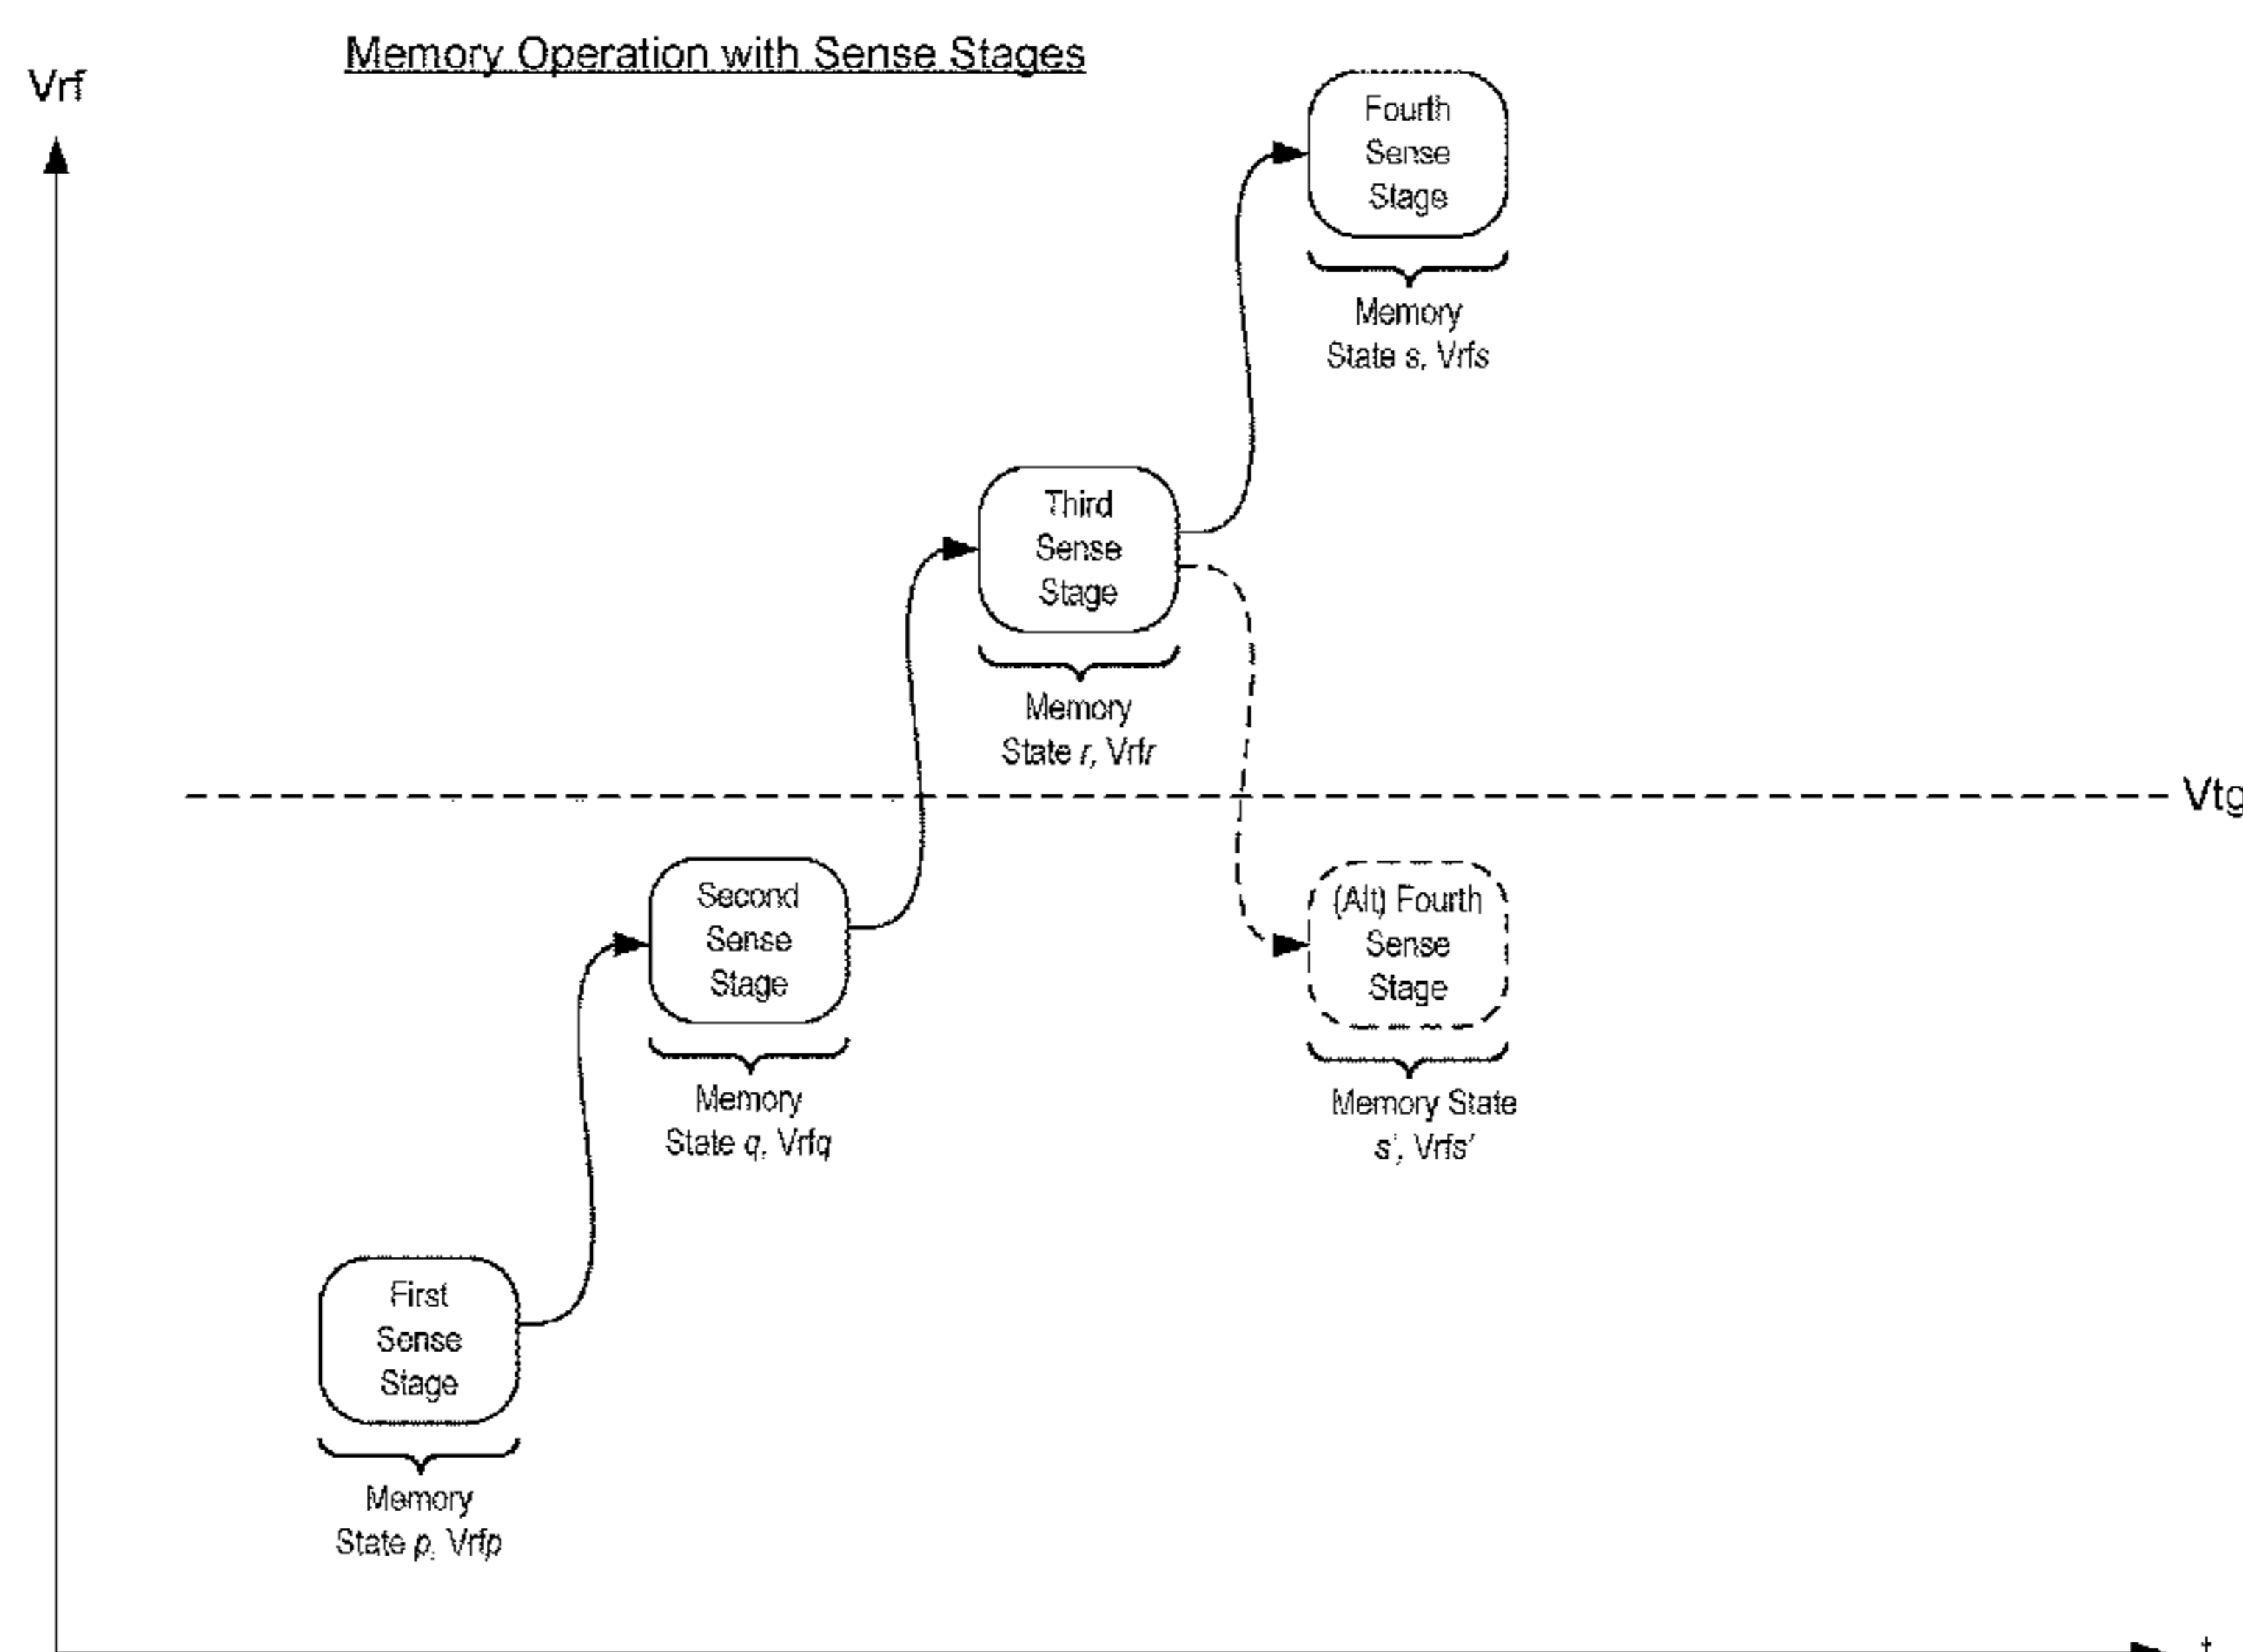 Memory Operation with Sense Stages
Vrf
Fourth
Sense
Stage
Memory
State s, Vrfs
Third
Sense
Stage
Memory
State r, Vrfr
Vtg
Second
Sense
Stage
Memory
State q, Vrfq
(Alt) Fourth
Sense
Stage
Memory State
s', Vrfs'
First
Sense
Stage
Memory
State p, Vrfp
t